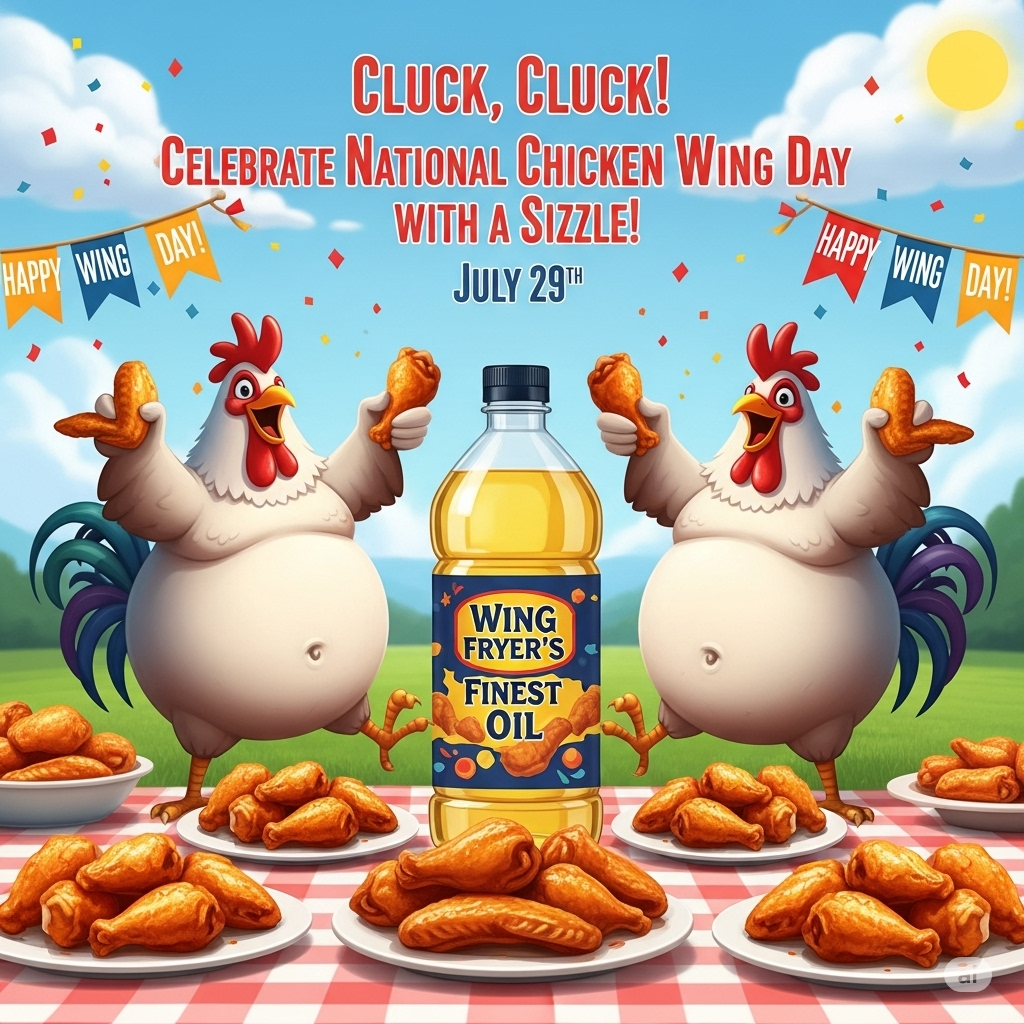 CLUCK, CLUCK!
CELEBRATE NATIONAL CHICKEN WING DAY
WITH A SIZZLE!
JULY 29TH
HAPPY WING DAY!
HAPPY WING DAY!
WING
FRYER'S
FINEST
OIL
ai